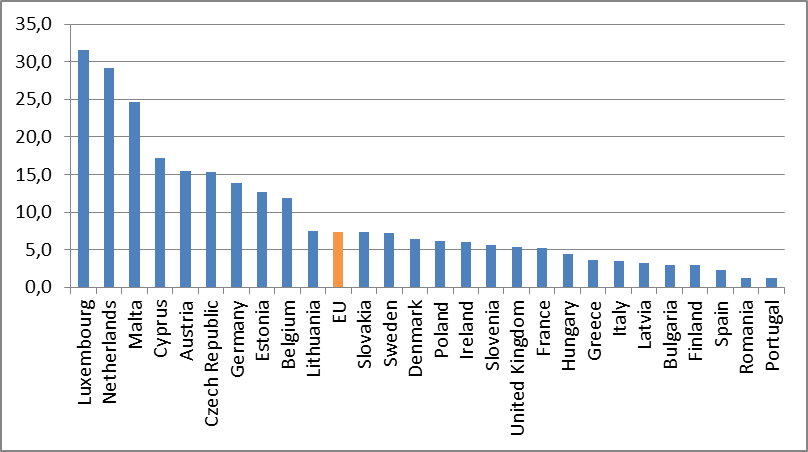 35,0
30,0
25,0
20,0
15,0
10,0
5,0
0,0
Luxembourg
Netherlands
Malta
Cyprus
Austria
Czech Republic
Germany
Estonia
Belgium
Lithuania
EU
Slovakia
Sweden
Denmark
Poland
Ireland
Slovenia
United Kingdom
France
Hungary
Greece
Italy
Latvia
Bulgaria
Finland
Spain
Romania
Portugal